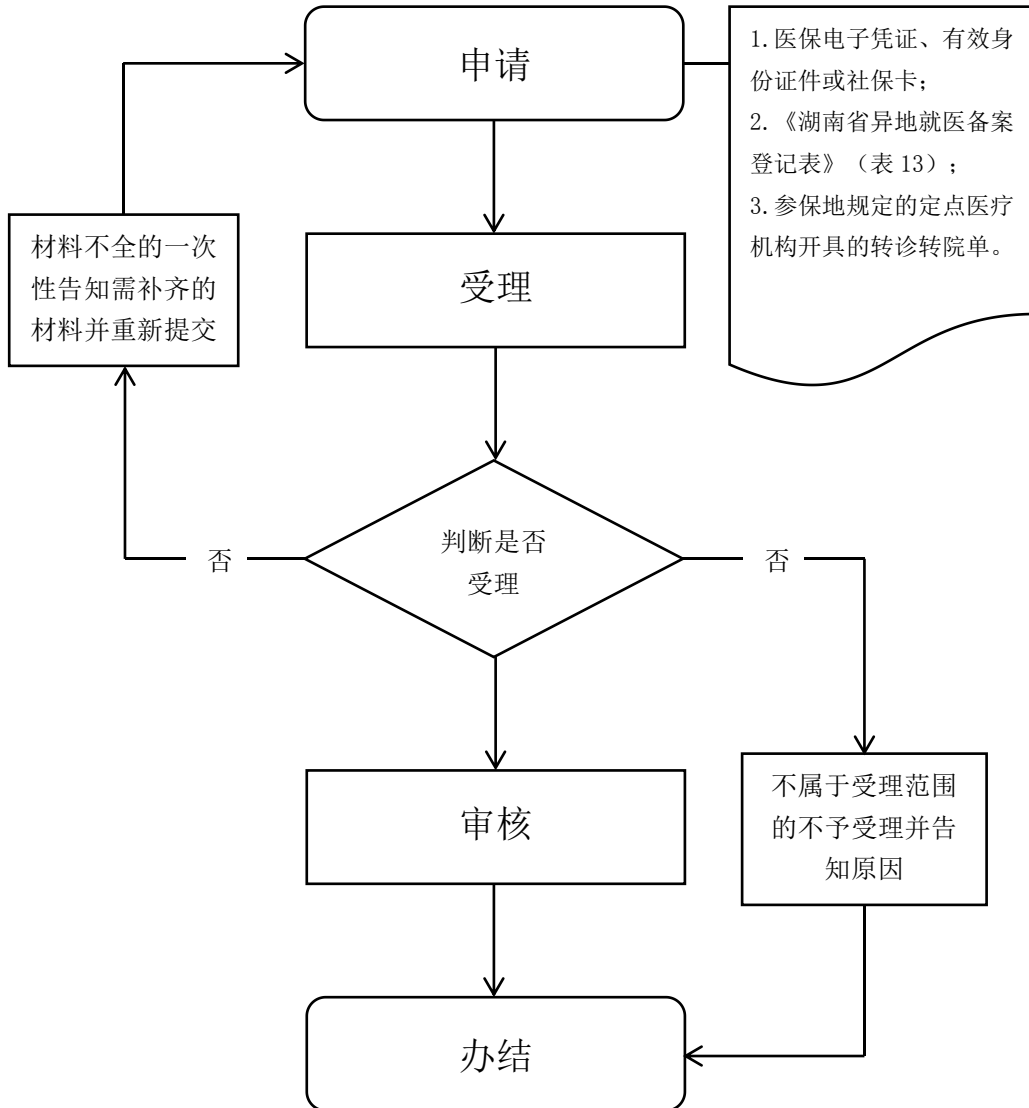 申请
1.医保电子凭证、有效身
份证件或社保卡；
2.《湖南省异地就医备案
登记表》（表 13）；
3.参保地规定的定点医疗
机构开具的转诊转院单。
材料不全的一次
性告知需补齐的
材料并重新提交
受理
判断是否
受理
否
否
审核
不属于受理范围
的不予受理并告
知原因
办结